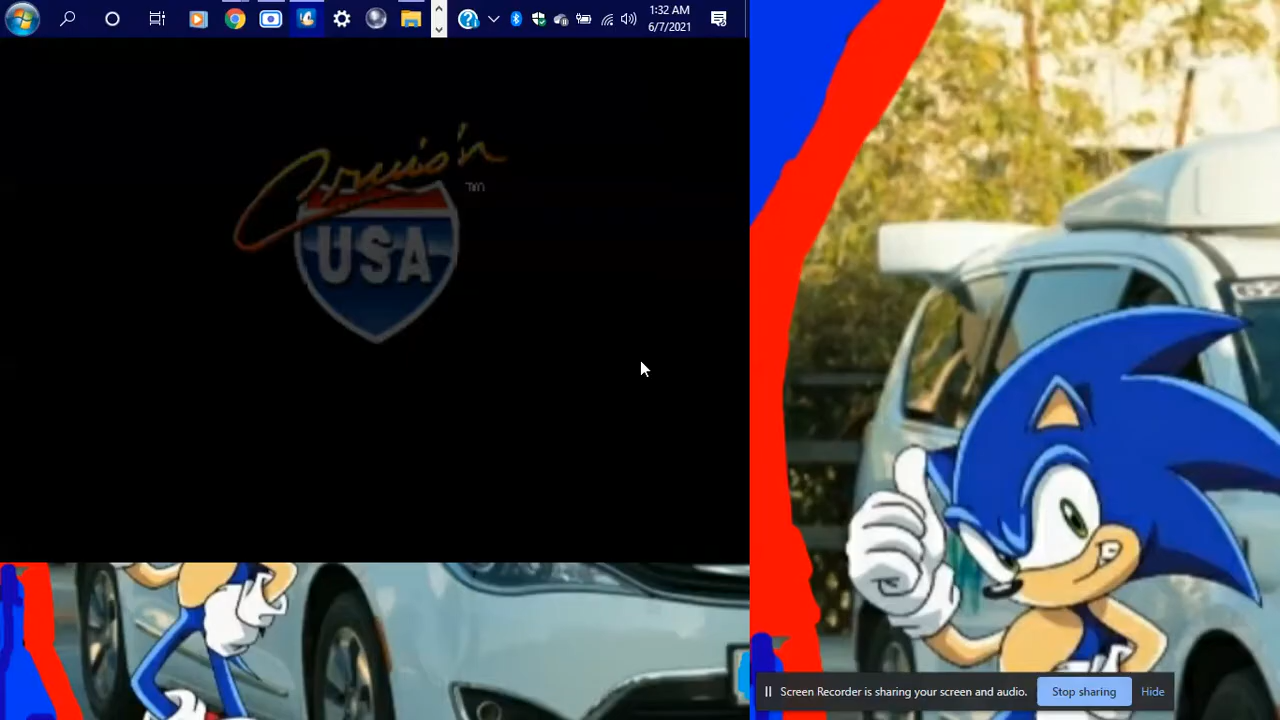 1:32 AM
6/7/2021
Cruis'n
TM
USA
Screen Recorder is sharing your screen and audio.
Stop sharing
Hide